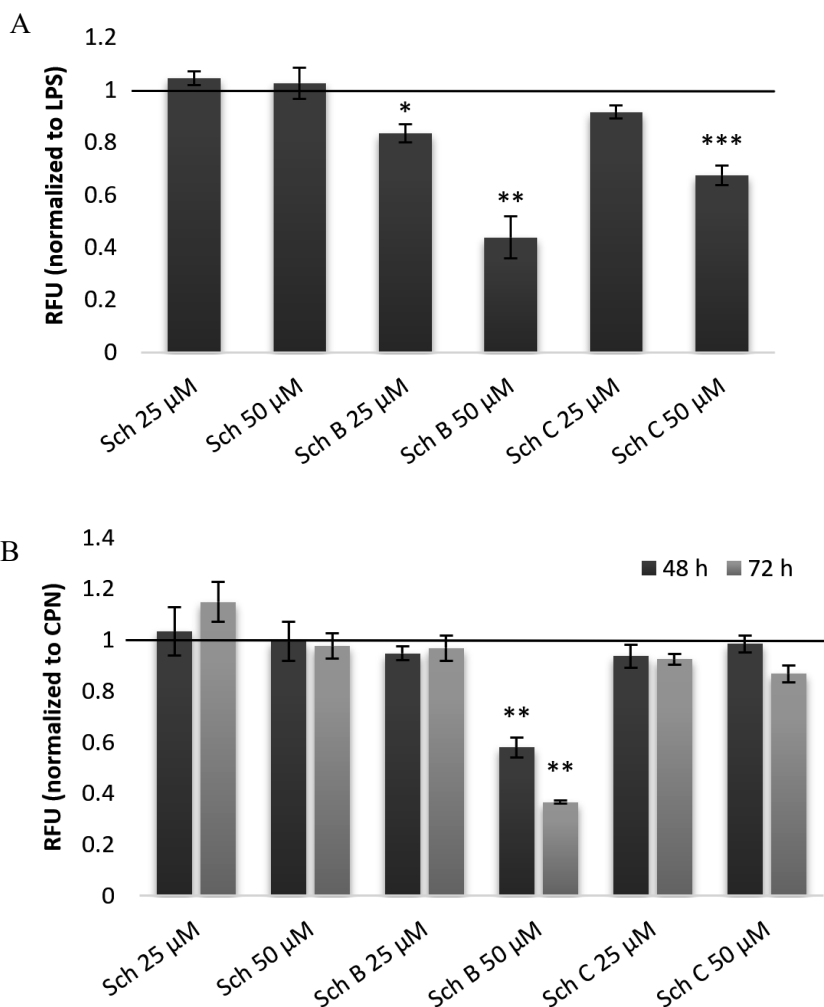 A
RFU (normalized to LPS)
1.2
1
0.8
0.6
0.4
0.2
0
*
**
***
Sch 25 µM
Sch 50 µM
Sch B 25 µM
Sch B 50 µM
Sch C 25 µM
Sch C 50 µM
B
RFU (normalized to CPN)
1.4
1.2
1
0.8
0.6
0.4
0.2
0
48 h
72 h
**
**
Sch 25 µM
Sch 50 µM
Sch B 25 µM
Sch B 50 µM
Sch C 25 µM
Sch C 50 µM